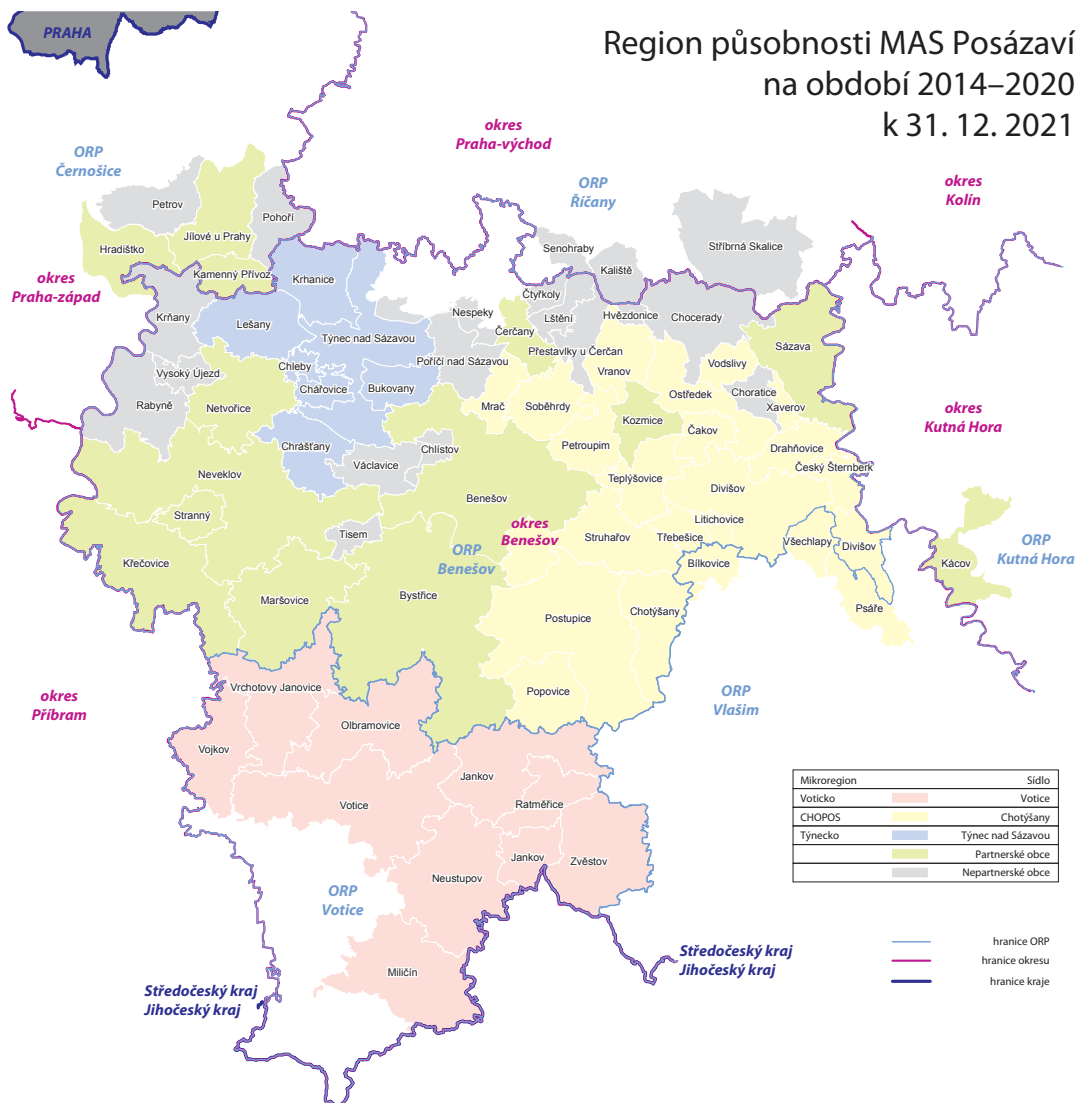 PRAHA
Region působnosti MAS Posázaví
na období 2014–2020
k 31. 12. 2021
okres
Praha-východ
ORP
Černošice
ORP
Říčany
okres
Kolín
Petrov
Pohoří
Jílové u Prahy
Hradištko
Senohraby
Stříbrná Skalice
Kaliště
Kamenný Přívoz
Krhanice
okres
Praha-západ
Čtyřkoly
Krňany
Nespeky
Lštění
Hvězdonice
Chocerady
Lešany
Týnec nad Sázavou
Čerčany
Sázava
Přestavlky u Čerčan
Poříčí nad Sázavou
Vodslivy
Vysoký Újezd
Chleby
Vranov
Chářovice
Bukovany
Ostředek
Choratice
Rabyně
Netvořice
Mrač
Soběhrdy
Xaverov
Kozmice
okres
Kutná Hora
Čakov
Chrášťany
Chlístov
Petroupim
Drahňovice
Václavice
Český Šternberk
Neveklov
Teplýšovice
Benešov
Divišov
Stranný
Litichovice
okres
Benešov
Tisem
Struhařov
Třebešice
Všechlapy
Divišov
ORP
Kutná Hora
ORP
Benešov
Křečovice
Bílkovice
Kácov
Bystřice
Maršovice
Chotýšany
Psáře
Postupice
Vrchotovy Janovice
Popovice
okres
Příbram
ORP
Vlašim
Olbramovice
Vojkov
Jankov
Votice
Ratměřice
Mikroregion Sídlo
Voticko Votice
CHOPOS Chotýšany
Týnecko Týnec nad Sázavou
Partnerské obce
Nepartnerské obce
Jankov
Zvěstov
Neustupov
ORP
Votice
hranice ORP
hranice okresu
hranice kraje
Středočeský kraj
Jihočeský kraj
Miličín
Středočeský kraj
Jihočeský kraj